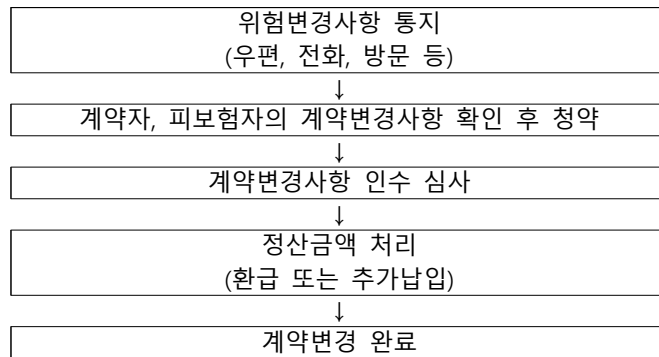 위험변경사항 통지
(우편, 전화, 방문 등)
↓
계약자, 피보험자의 계약변경사항 확인 후 청약
↓
계약변경사항 인수 심사
↓
정산금액 처리
(환급 또는 추가납입)
↓
계약변경 완료